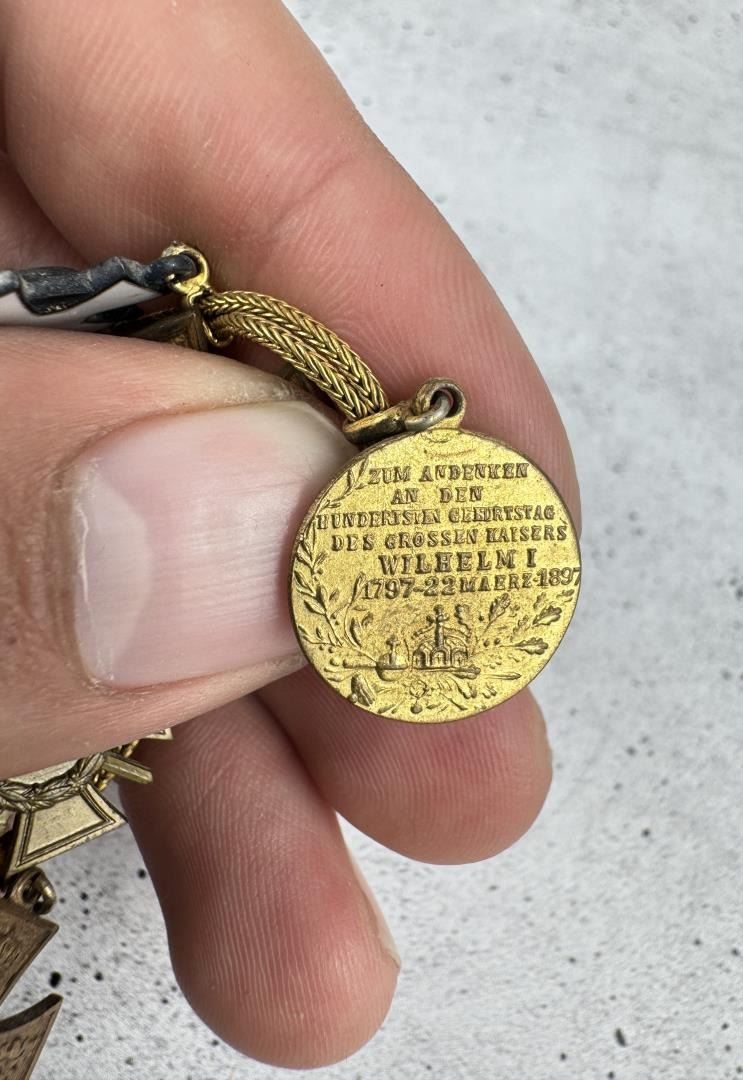 ZUM ANDENKEN
AN DEN
HUNDERTSTEN GEBURTSTAG
DES GROSSEN KAISERS
WILHELM I
1797-22 MAERZ-1897